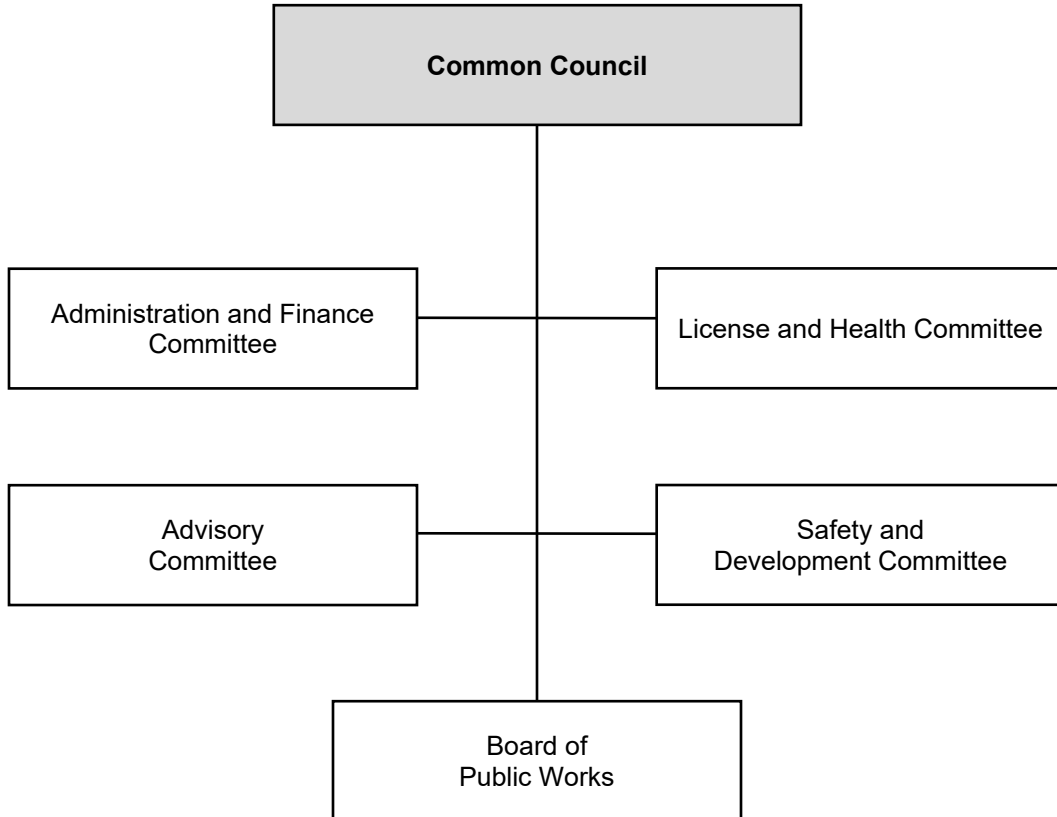 Common Council
Administration and Finance
Committee
License and Health Committee
Advisory
Committee
Safety and
Development Committee
Board of
Public Works